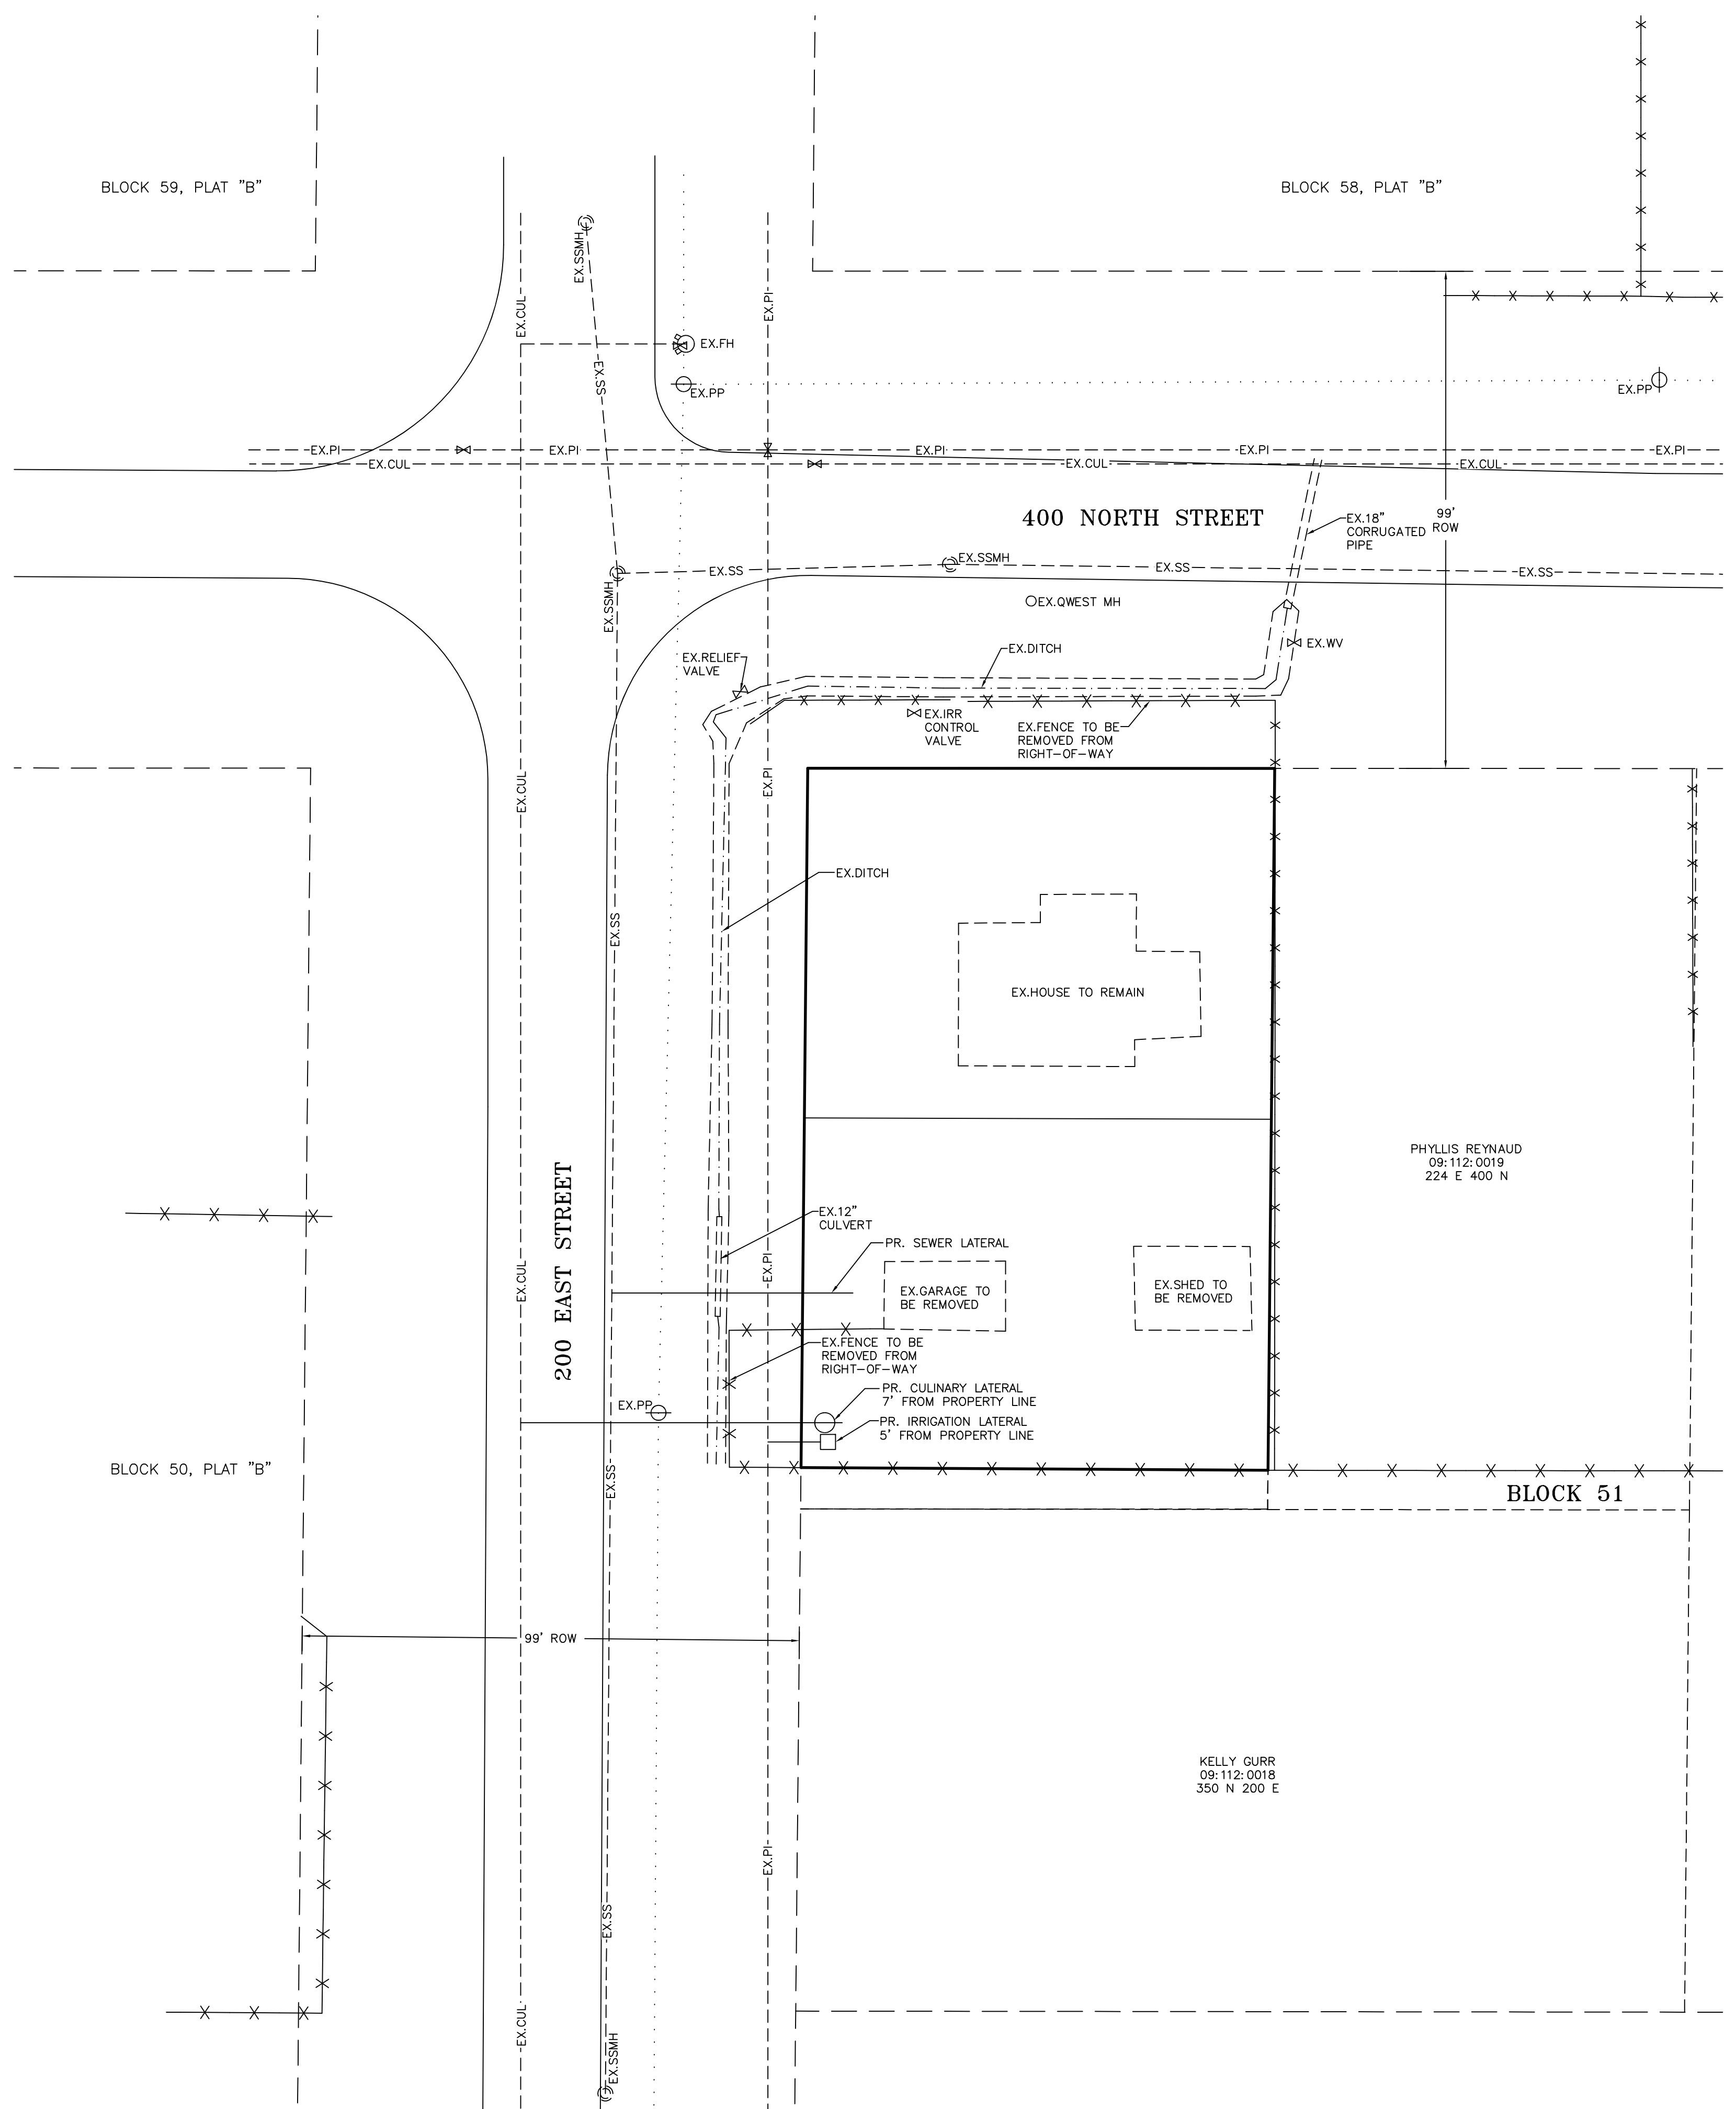 BLOCK 59, PLAT "B"
BLOCK 58, PLAT "B"
EX.SSMH
EX.CUL
EX.PI
EX.FH
EX.SS
EX.PP
EX.PP
EX.PI
EX.PI
EX.PI
EX.PI
EX.PI
EX.CUL
EX.CUL
EX.CUL
400 NORTH STREET
EX.18"
CORRUGATED
PIPE
99'
ROW
EX.SSMH
EX.SS
EX.SS
EX.SS
EX.SSMH
EX.QWEST MH
EX.WV
EX.RELIEF
VALVE
EX.DITCH
EX.IRR
CONTROL
VALVE
EX.FENCE TO BE
REMOVED FROM
RIGHT-OF-WAY
EX.CUL
EX.PI
EX.DITCH
EX.SS
EX.HOUSE TO REMAIN
PHYLLIS REYNAUD
09:112:0019
224 E 400 N
200 EAST STREET
EX.12"
CULVERT
PR. SEWER LATERAL
EX.CUL
EX.PI
EX.GARAGE TO
BE REMOVED
EX.SHED TO
BE REMOVED
EX.FENCE TO BE
REMOVED FROM
RIGHT-OF-WAY
PR. CULINARY LATERAL
7' FROM PROPERTY LINE
EX.PP
PR. IRRIGATION LATERAL
5' FROM PROPERTY LINE
BLOCK 50, PLAT "B"
EX.SS
BLOCK 51
99' ROW
KELLY GURR
09:112:0018
350 N 200 E
EX.PI
EX.SS
EX.CUL
EX.SSMH